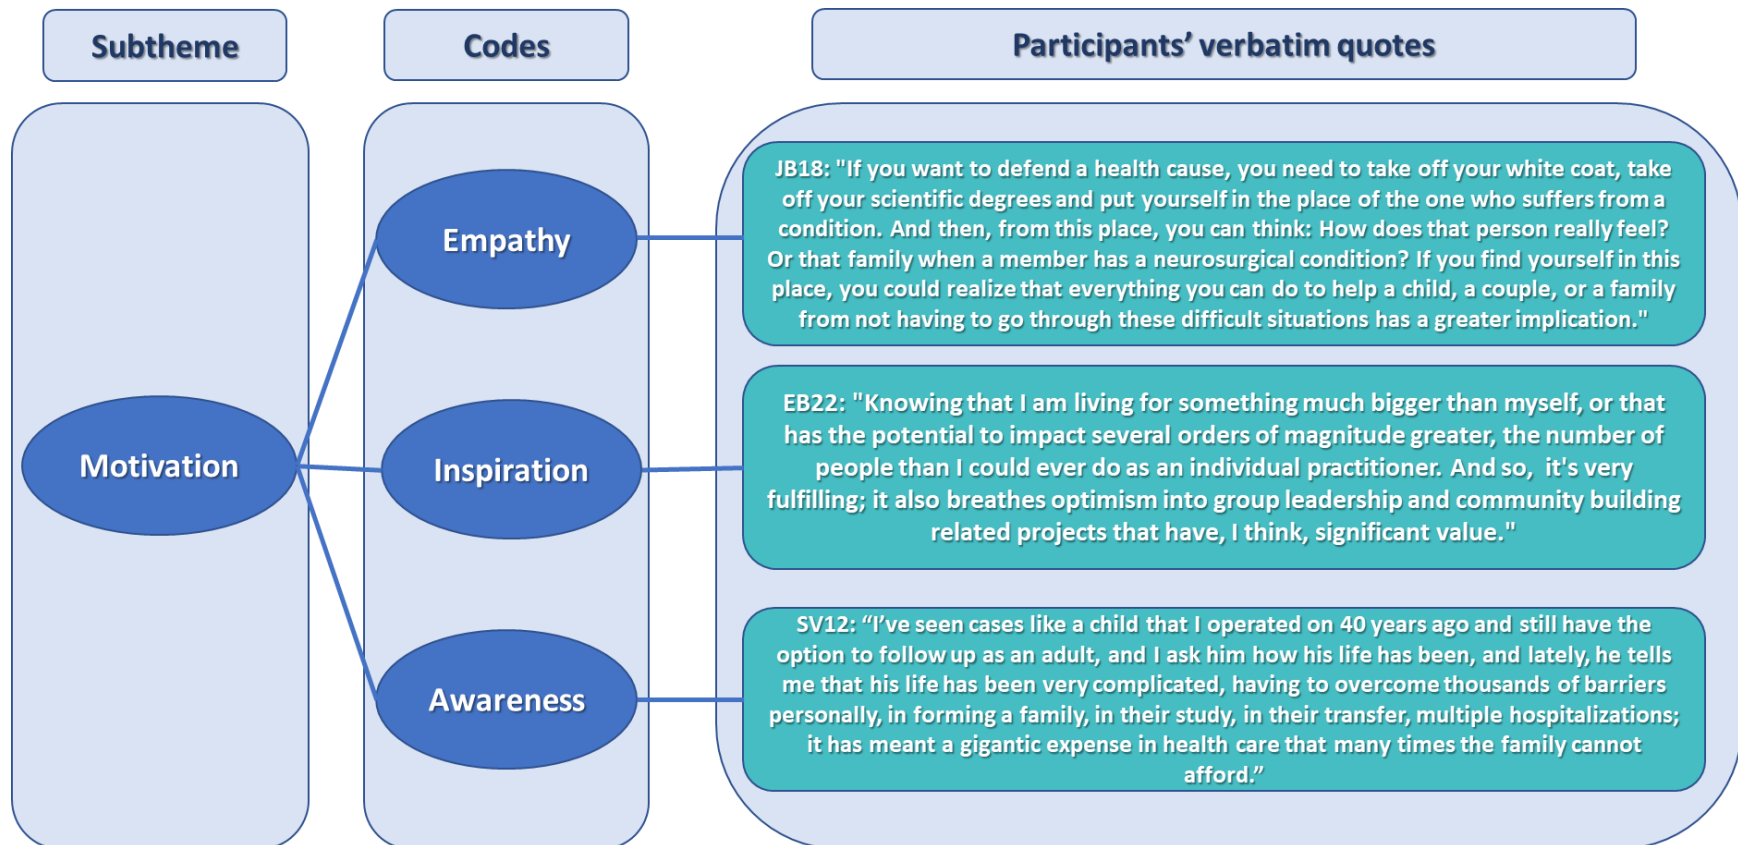 Subtheme
Codes
Participants’ verbatim quotes
Motivation
Empathy
JB18: "If you want to defend a health cause, you need to take off your white coat, take
off your scientific degrees and put yourself in the place of the one who suffers from a
condition. And then, from this place, you can think: How does that person really feel?
Or that family when a member has a neurosurgical condition? If you find yourself in this
place, you could realize that everything you can do to help a child, a couple, or a family
from not having to go through these difficult situations has a greater implication."
Inspiration
EB22: "Knowing that I am living for something much bigger than myself, or that
has the potential to impact several orders of magnitude greater, the number of
people than I could ever do as an individual practitioner. And so, it's very
fulfilling; it also breathes optimism into group leadership and community building
related projects that have, I think, significant value."
Awareness
SV12: “I’ve seen cases like a child that I operated on 40 years ago and still have the
option to follow up as an adult, and I ask him how his life has been, and lately, he tells
me that his life has been very complicated, having to overcome thousands of barriers
personally, in forming a family, in their study, in their transfer, multiple hospitalizations;
it has meant a gigantic expense in health care that many times the family cannot
afford.”